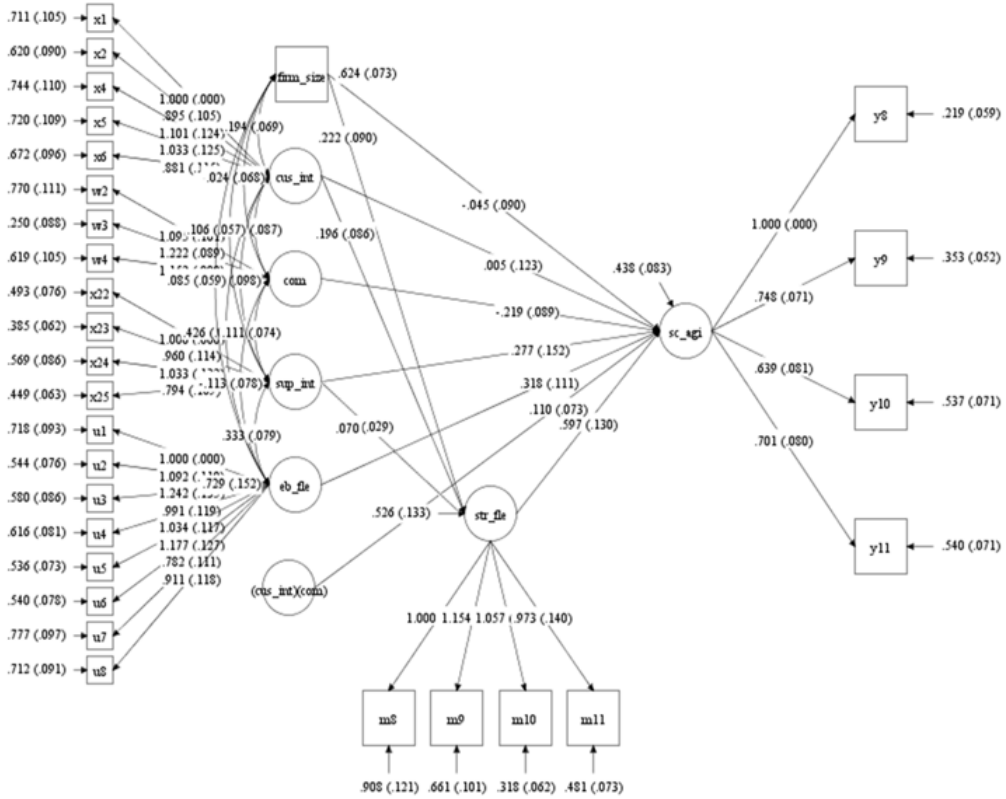 .711 (.105)
x1
.620 (.090)
x2
.744 (.110)
x4
.720 (.109)
x5
.672 (.096)
x6
.770 (.111)
w2
.250 (.088)
w3
.619 (.105)
w4
.493 (.076)
x22
.385 (.062)
x23
.569 (.086)
x24
.449 (.063)
x25
.718 (.093)
u1
.544 (.076)
u2
.580 (.086)
u3
.616 (.081)
u4
.536 (.073)
u5
.540 (.078)
u6
.777 (.097)
u7
.712 (.091)
u8
1.000 (.000)
.895 (.105)
1.101 (.124)
1.033 (.125)
.881
.194 (.069)
.024 (.068)
.106 (.057)
(.087)
1.222 (.089)
.085 (.059)
(.098)
.426
.111 (.074)
.960 (.114)
1.033
.794
-.113 (.078)
.333 (.079)
1.000 (.000)
1.092
1.242
.729 (.152)
.991 (.119)
1.034 (.117)
1.177 (.127)
.782 (.111)
.911 (.118)
firm_size
cus_int
com
sup_int
eb_fle
(cus_int)(com)
.624 (.073)
.222 (.090)
.196 (.086)
-.045 (.090)
.005 (.123)
-.219 (.089)
.277 (.152)
.318 (.111)
.110 (.073)
.597 (.130)
.070 (.029)
.526 (.133)
str_fle
.438 (.083)
sc_agi
1.000 (.000)
.748 (.071)
.639 (.081)
.701 (.080)
y8
.219 (.059)
y9
.353 (.052)
y10
.537 (.071)
y11
.540 (.071)
1.000
1.154
1.057
.973 (.140)
m8
m9
m10
m11
.908 (.121)
.661 (.101)
.318 (.062)
.481 (.073)